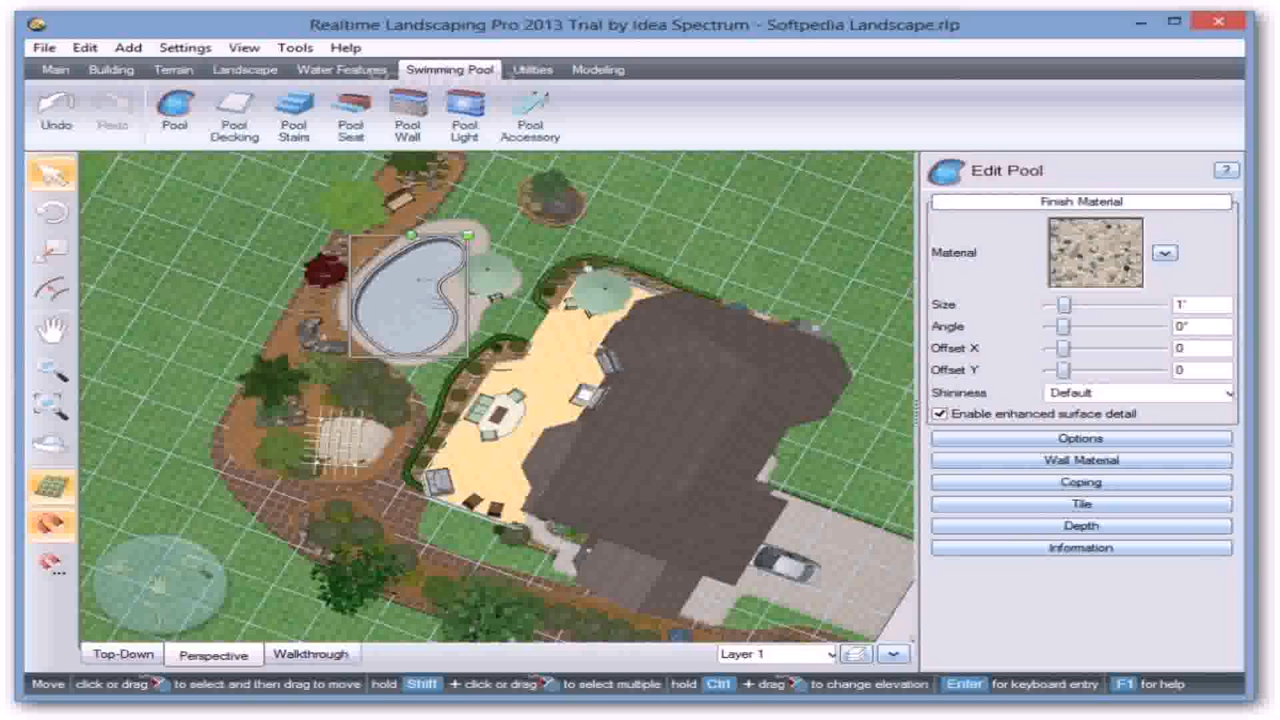 Realtime Landscaping Pro 2013 Trial by Idea Spectrum - Softpedia Landscape.rlp
File Edit Add Settings View Tools Help
Main Building Terrain Landscape Water Features Swimming Pool Utilities Modeling
Undo Redo Pool Pool Decking Pool Stairs Pool Seat Pool Wall Pool Light Pool Accessory
Edit Pool ?
Finish Material
Material
Size 1'
Angle 0°
Offset X 0
Offset Y 0
Shininess Default
Enable enhanced surface detail
Options
Wall Material
Coping
Tile
Depth
Information
Top-Down Perspective Walkthrough Layer 1
Move click or drag to select and then drag to move hold Shift + click or drag to select multiple hold Ctrl + drag to change elevation Enter for keyboard entry F1 for help